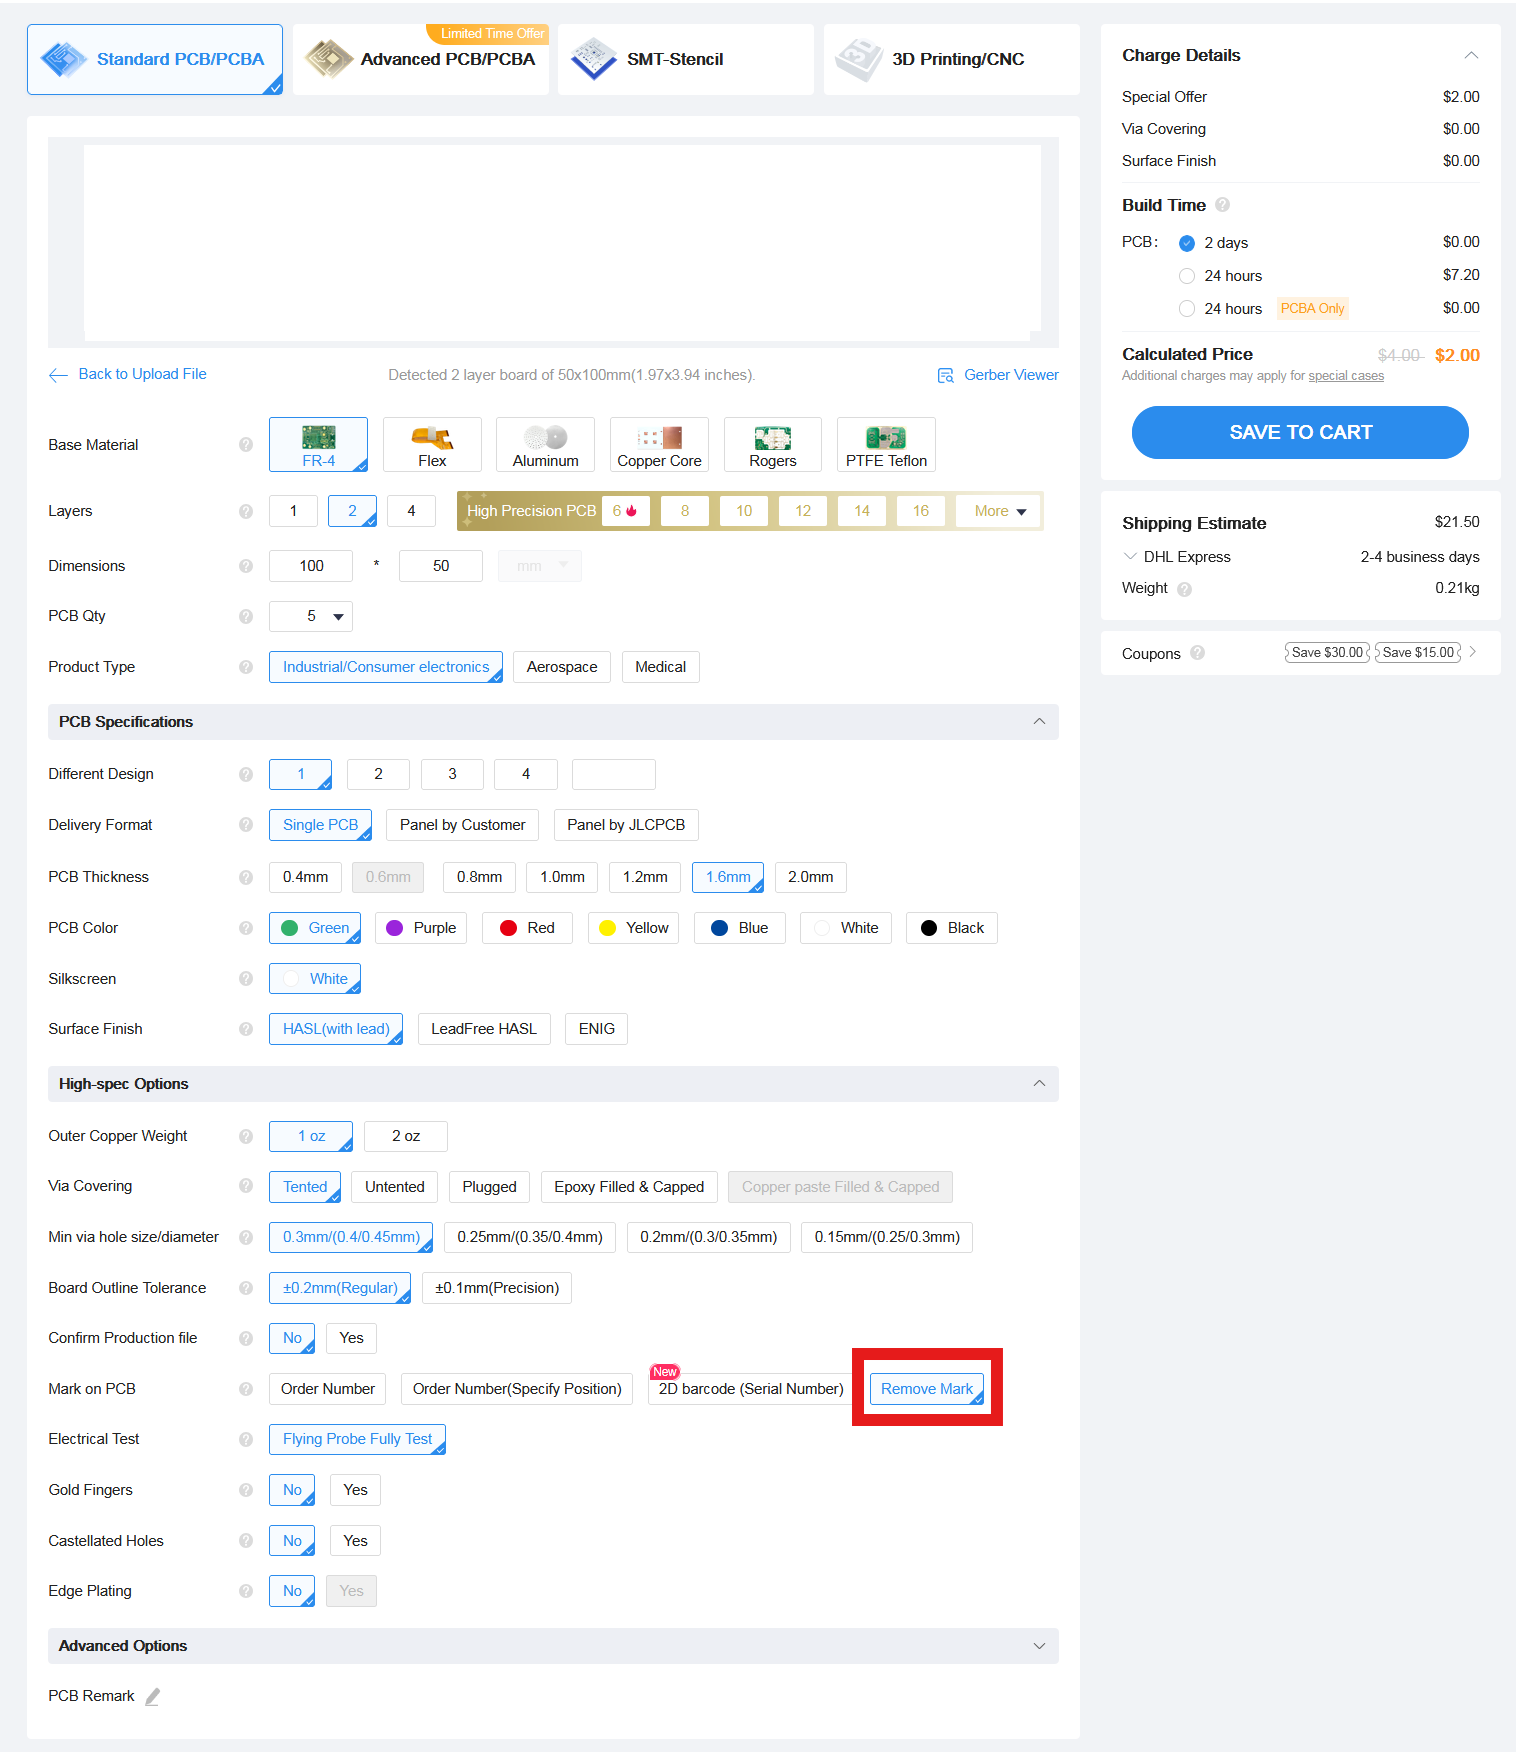 Standard PCB/PCBA
Limited Time Offer
Advanced PCB/PCBA
SMT-Stencil
3D Printing/CNC
Back to Upload File
Detected 2 layer board of 50x100mm(1.97x3.94 inches).
Gerber Viewer
Base Material ? FR-4 Flex Aluminum Copper Core Rogers PTFE Teflon
Layers ? 1 2 4 High Precision PCB 6 8 10 12 14 16 More
Dimensions ? 100 * 50 mm
PCB Qty ? 5
Product Type ? Industrial/Consumer electronics Aerospace Medical
PCB Specifications
Different Design ? 1 2 3 4
Delivery Format ? Single PCB Panel by Customer Panel by JLCPCB
PCB Thickness ? 0.4mm 0.6mm 0.8mm 1.0mm 1.2mm 1.6mm 2.0mm
PCB Color ? Green Purple Red Yellow Blue White Black
Silkscreen ? White
Surface Finish ? HASL(with lead) LeadFree HASL ENIG
High-spec Options
Outer Copper Weight ? 1 oz 2 oz
Via Covering ? Tented Untented Plugged Epoxy Filled & Capped Copper paste Filled & Capped
Min via hole size/diameter ? 0.3mm/(0.4/0.45mm) 0.25mm/(0.35/0.4mm) 0.2mm/(0.3/0.35mm) 0.15mm/(0.25/0.3mm)
Board Outline Tolerance ? ±0.2mm(Regular) ±0.1mm(Precision)
Confirm Production file ? No Yes
New
Mark on PCB ? Order Number Order Number(Specify Position) 2D barcode (Serial Number) Remove Mark
Electrical Test ? Flying Probe Fully Test
Gold Fingers ? No Yes
Castellated Holes ? No Yes
Edge Plating ? No Yes
Advanced Options
PCB Remark
Charge Details
Special Offer $2.00
Via Covering $0.00
Surface Finish $0.00
Build Time ?
PCB: 2 days $0.00
24 hours $7.20
24 hours PCBA Only $0.00
Calculated Price $4.00 $2.00
Additional charges may apply for special cases
SAVE TO CART
Shipping Estimate $21.50
DHL Express 2-4 business days
Weight ? 0.21kg
Coupons ? Save $30.00 Save $15.00